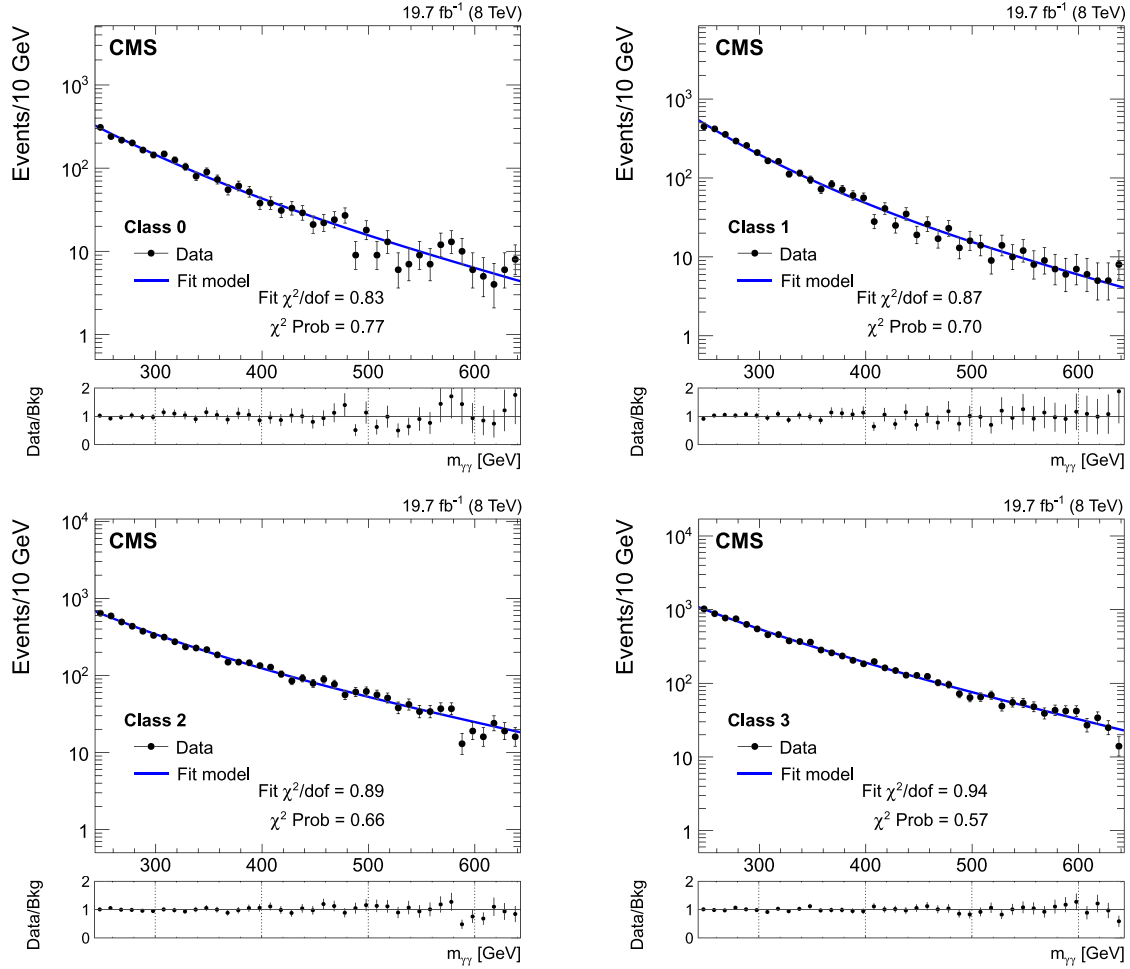 19.7 fb⁻¹ (8 TeV)
CMS
Events/10 GeV
10³
10²
10
1
Class 0
Data
Fit model
Fit χ²/dof = 0.83
χ² Prob = 0.77
300 400 500 600
Data/Bkg
2
1
0
mγγ [GeV]
19.7 fb⁻¹ (8 TeV)
CMS
Events/10 GeV
10³
10²
10
1
Class 1
Data
Fit model
Fit χ²/dof = 0.87
χ² Prob = 0.70
300 400 500 600
Data/Bkg
2
1
0
mγγ [GeV]
19.7 fb⁻¹ (8 TeV)
CMS
Events/10 GeV
10⁴
10³
10²
10
1
Class 2
Data
Fit model
Fit χ²/dof = 0.89
χ² Prob = 0.66
300 400 500 600
Data/Bkg
2
1
0
mγγ [GeV]
19.7 fb⁻¹ (8 TeV)
CMS
Events/10 GeV
10⁴
10³
10²
10
1
Class 3
Data
Fit model
Fit χ²/dof = 0.94
χ² Prob = 0.57
300 400 500 600
Data/Bkg
2
1
0
mγγ [GeV]